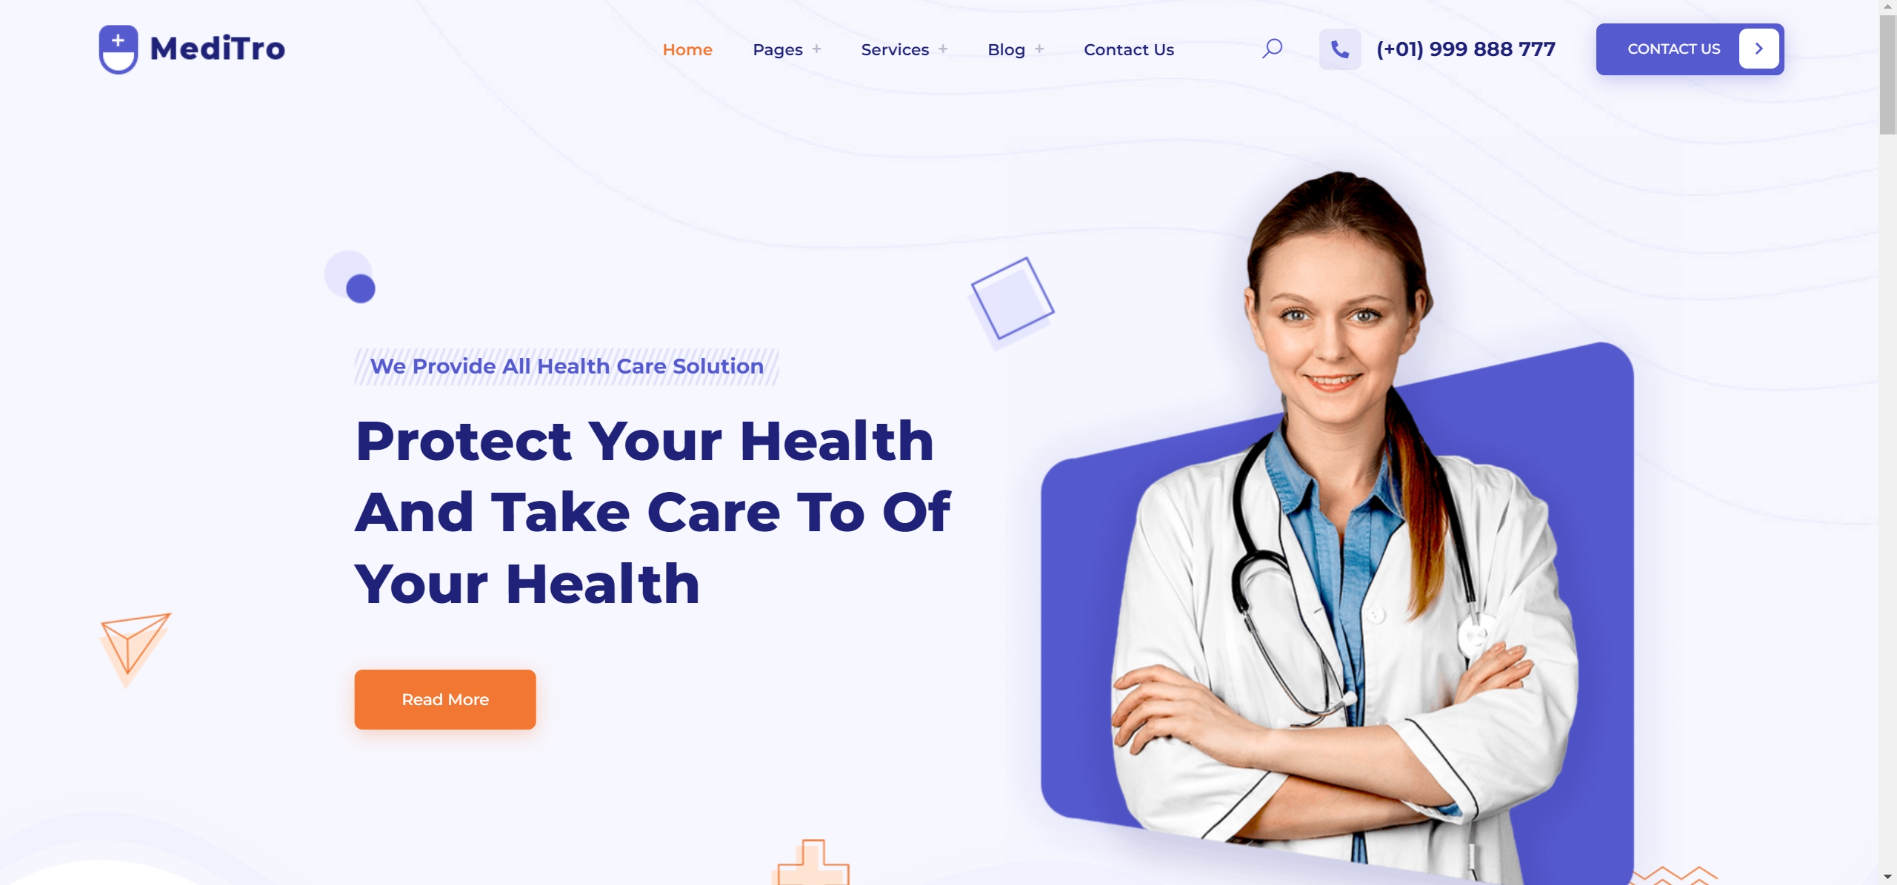 MediTro
Home
Pages +
Services +
Blog +
Contact Us
(+01) 999 888 777
CONTACT US
We Provide All Health Care Solution
Protect Your Health
And Take Care To Of
Your Health
Read More